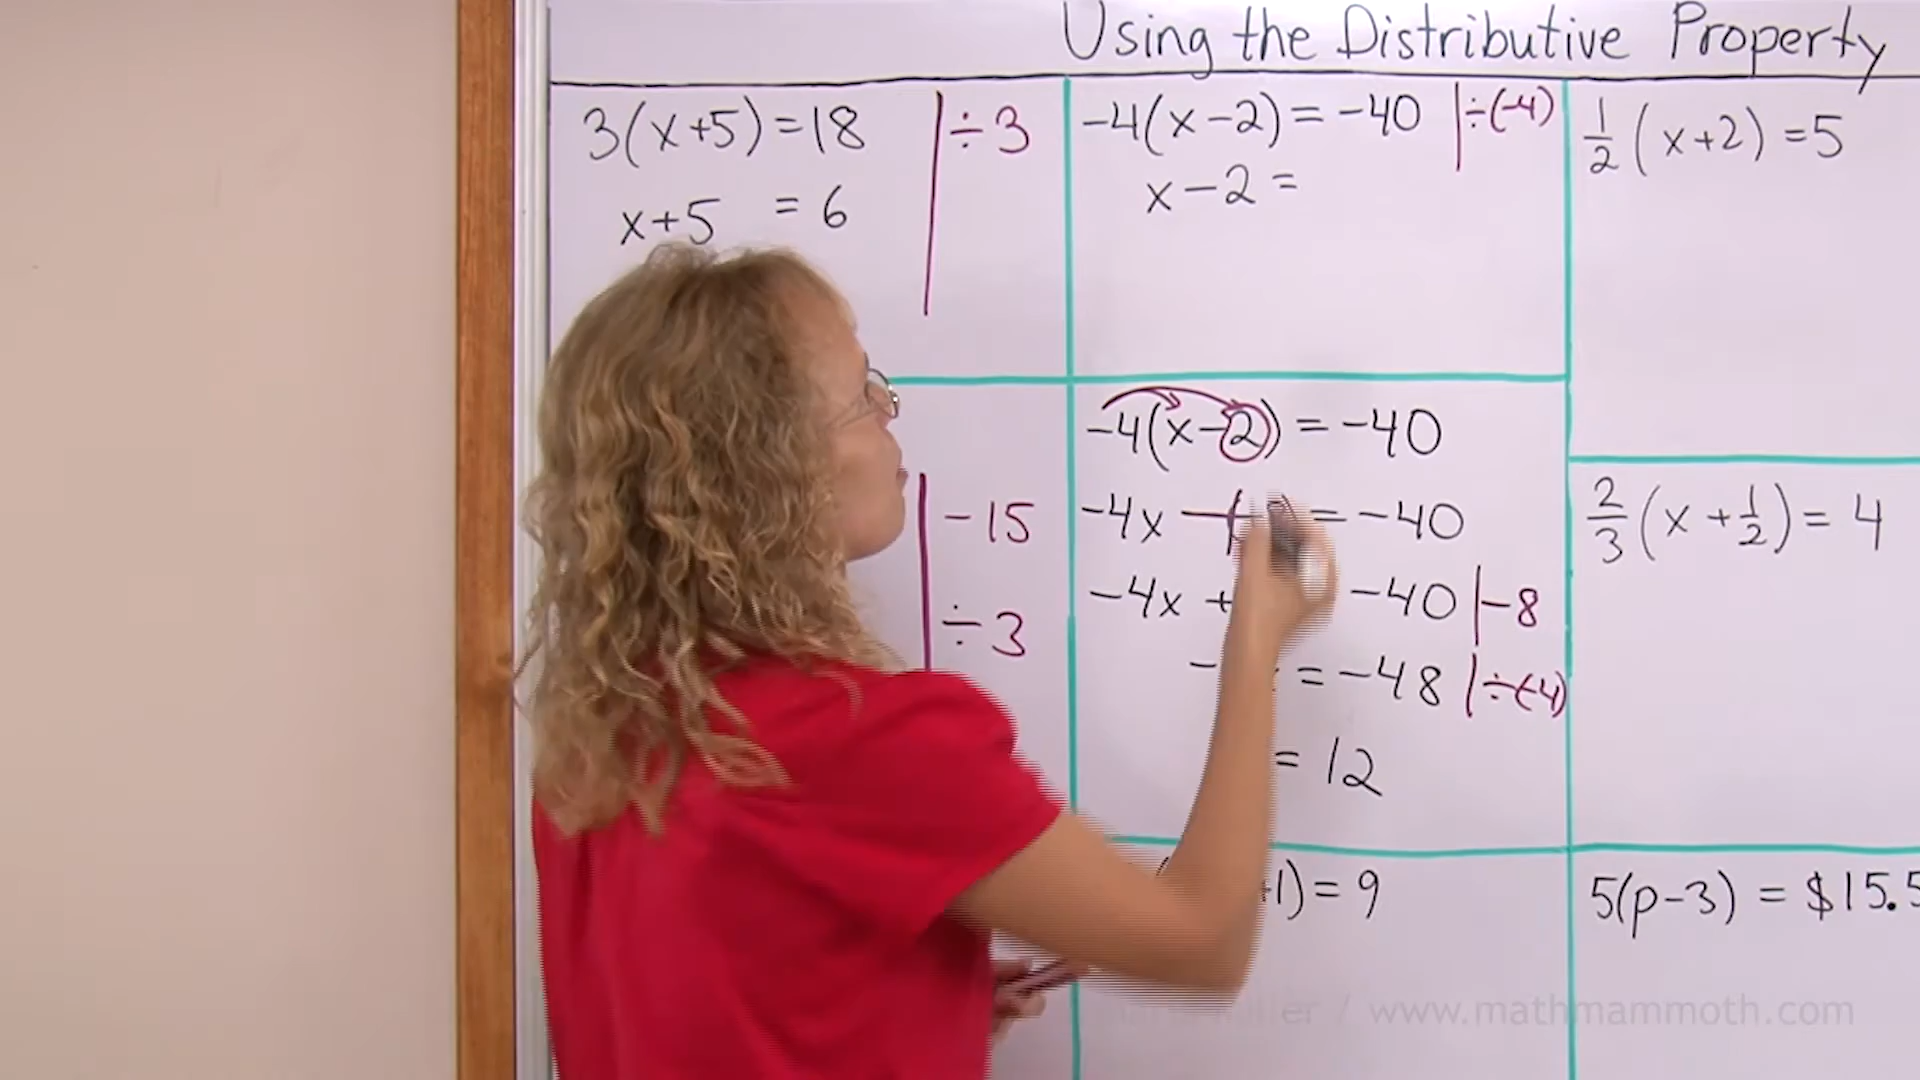 Using the Distributive Property
3(x+5)=18 | ÷3
x+5 = 6
-4(x-2)=-40 | ÷(-4)
x-2 =
1/2 (x+2) =5
-15
÷3
-4(x-2) = -40
-4x = -40
-4x + -40 | -8
= -48 | ÷(-4)
= 12
2/3 (x + 1/2) = 4
+1) = 9
5(p-3) = $15.5
/ www.mathmammoth.com